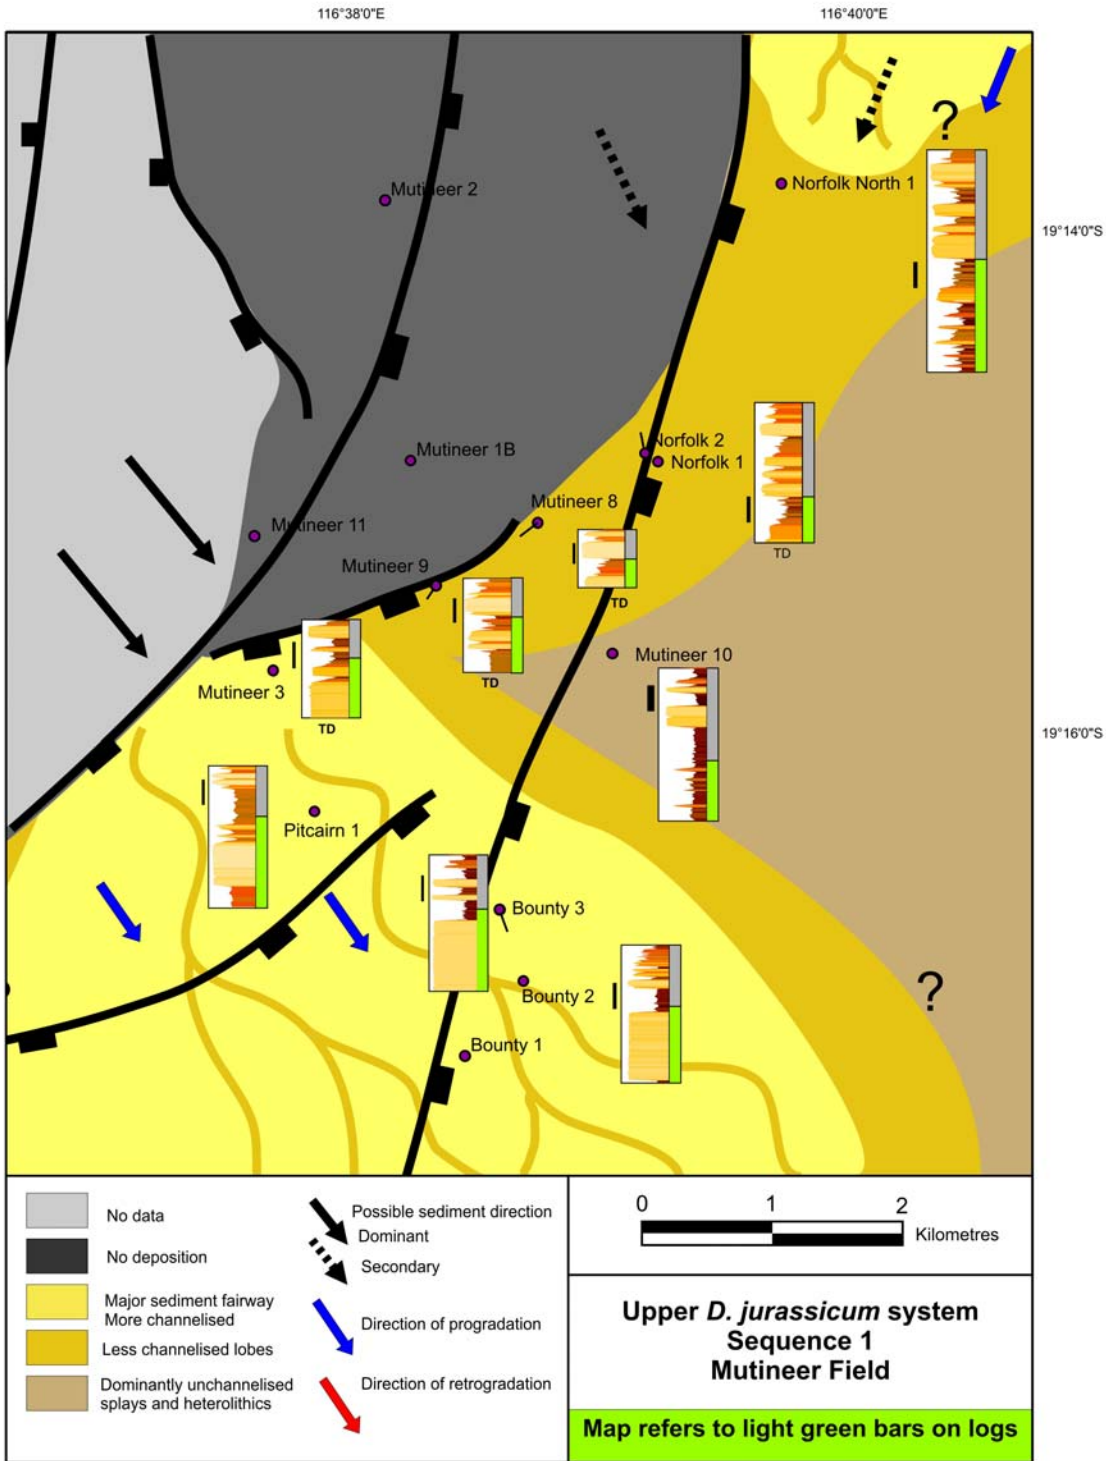 116°38'0"E
116°40'0"E
?
Mutineer 2
Norfolk North 1
19°14'0"S
Norfolk 2
Mutineer 1B
Norfolk 1
Mutineer 8
Mutineer 11
TD
Mutineer 9
TD
TD
Mutineer 10
Mutineer 3
TD
19°16'0"S
Pitcairn 1
Bounty 3
?
Bounty 2
Bounty 1
No data
No deposition
Major sediment fairway
More channelised
Less channelised lobes
Dominantly unchannelised
splays and heterolithics
Possible sediment direction
Dominant
Secondary
Direction of progradation
Direction of retrogradation
0 1 2
Kilometres
Upper D. jurassicum system
Sequence 1
Mutineer Field
Map refers to light green bars on logs